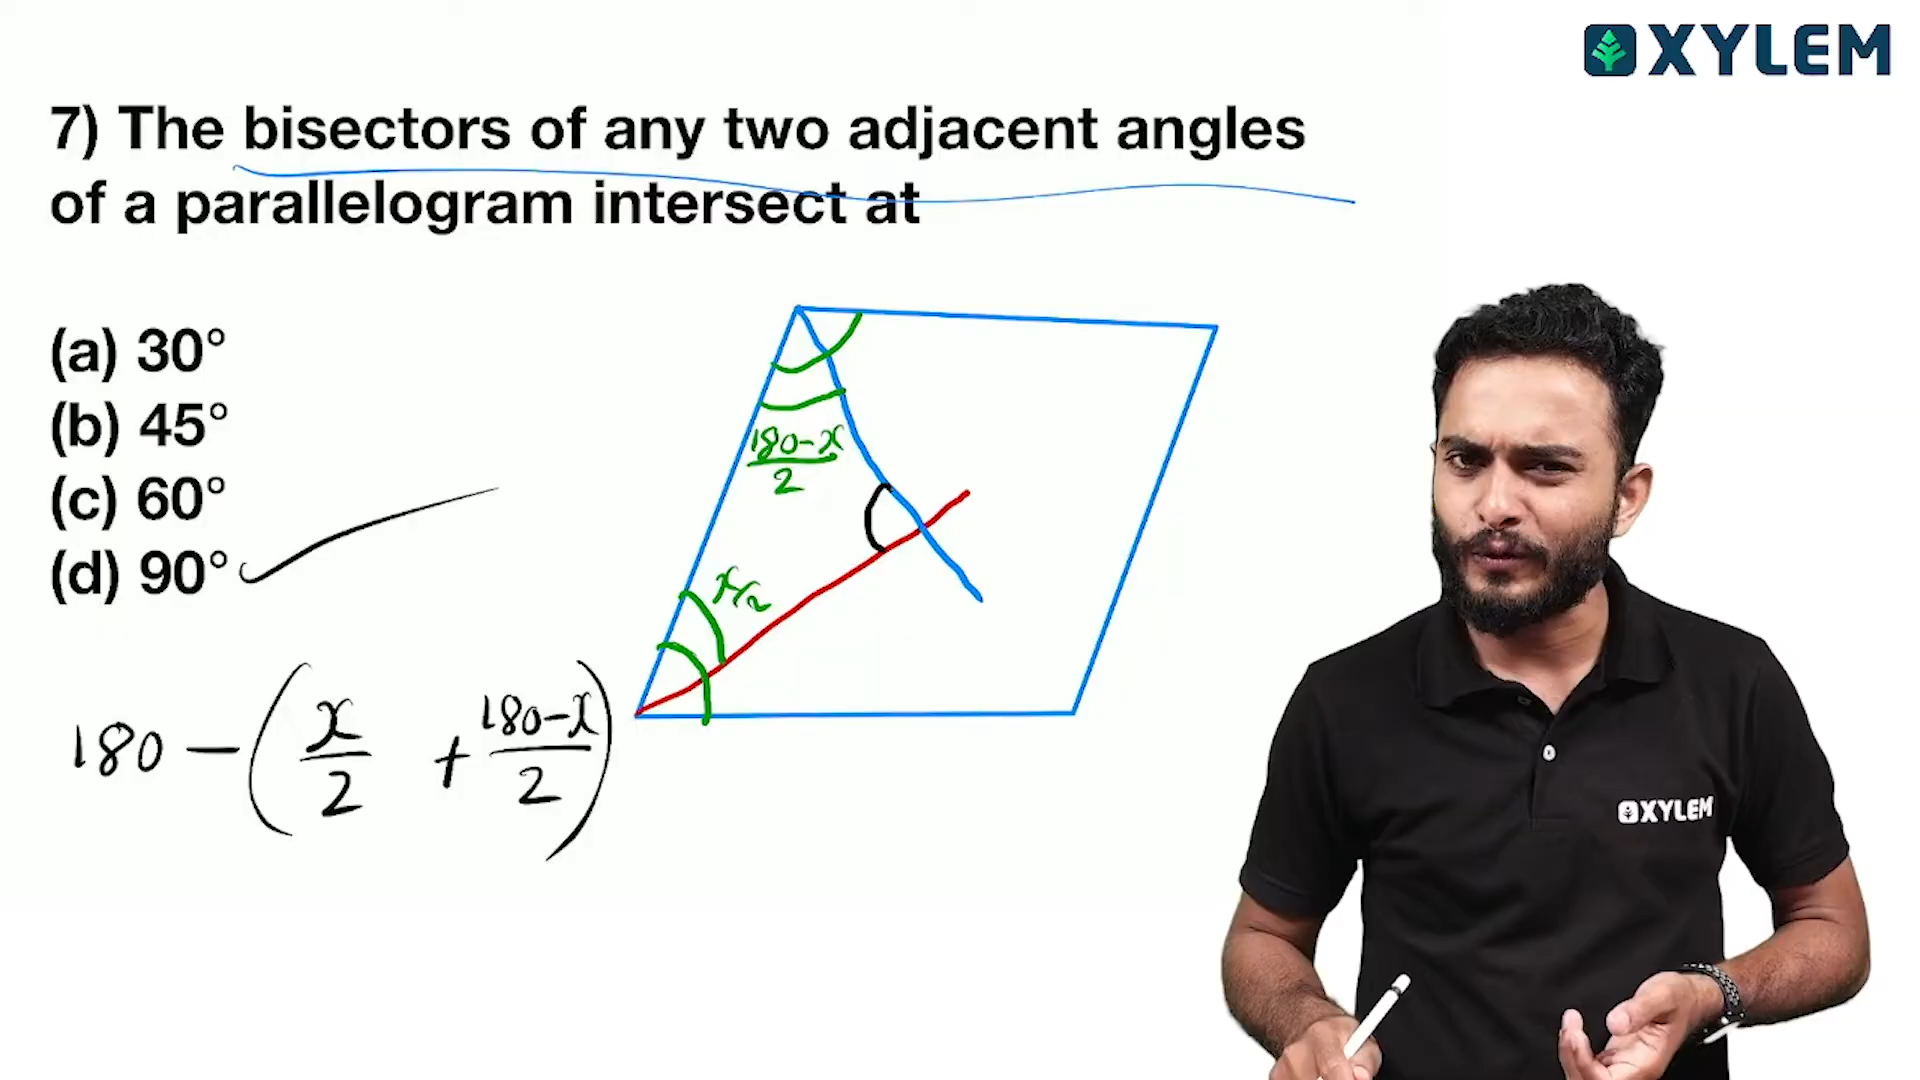 XYLEM
7) The bisectors of any two adjacent angles
of a parallelogram intersect at
(a) 30°
(b) 45°
(c) 60°
(d) 90°
180-x
2
x/2
180 - ( x/2 + 180-x/2 )
XYLEM